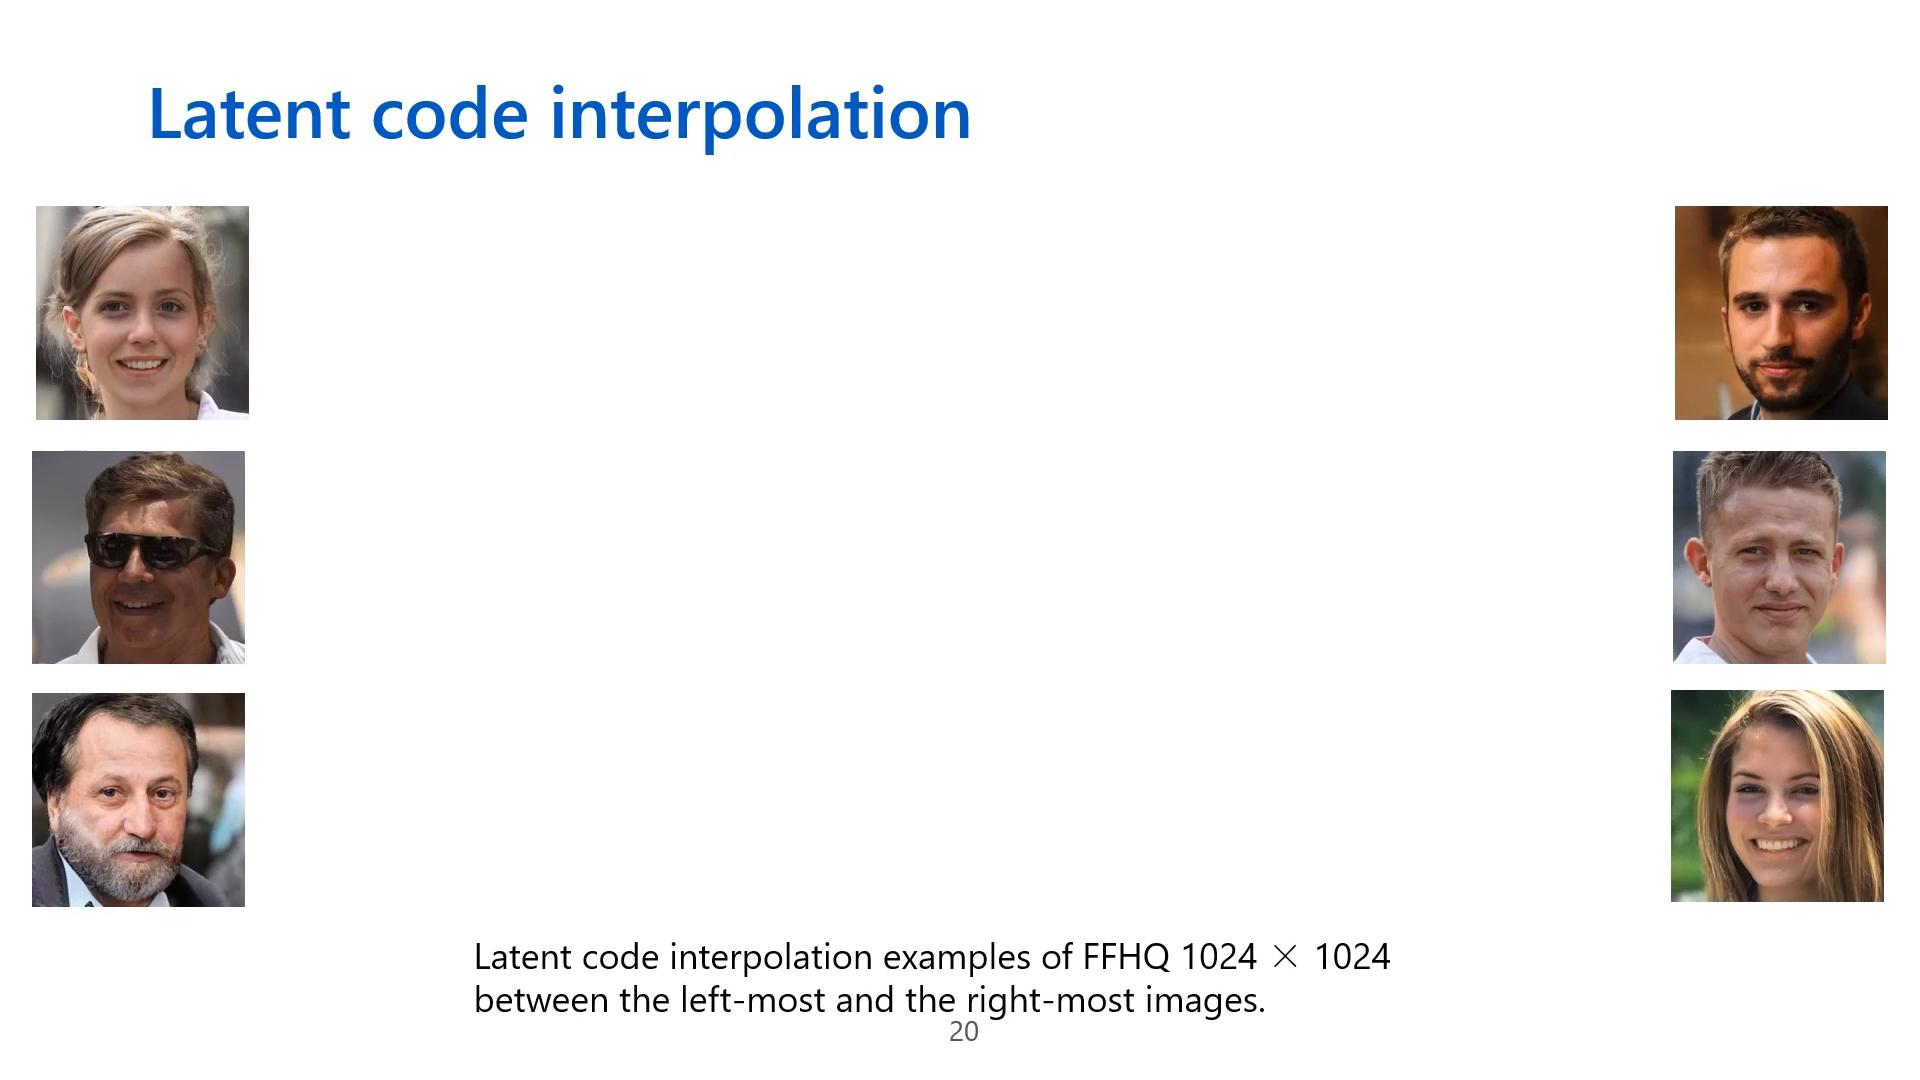 Latent code interpolation
Latent code interpolation examples of FFHQ 1024 × 1024
between the left-most and the right-most images.
20